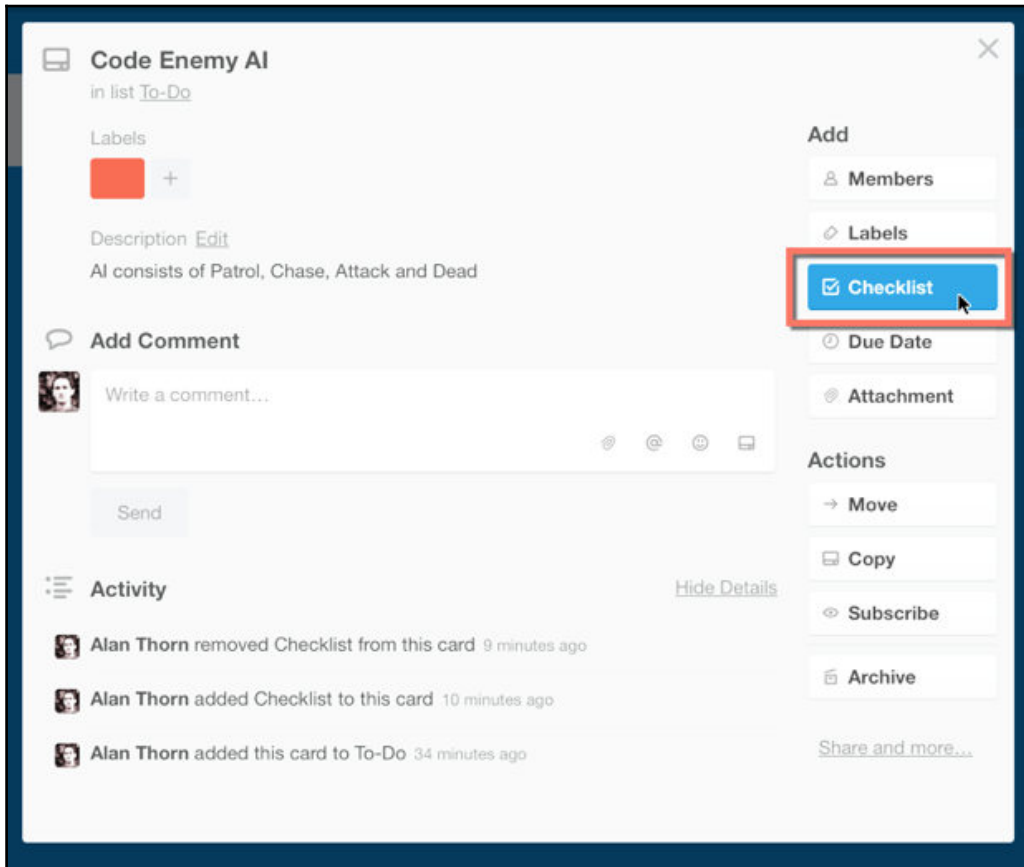 Code Enemy AI
in list To-Do
Labels
+
Description Edit
AI consists of Patrol, Chase, Attack and Dead
Add Comment
Write a comment…
@
Send
Activity
Hide Details
Alan Thorn removed Checklist from this card 9 minutes ago
Alan Thorn added Checklist to this card 10 minutes ago
Alan Thorn added this card to To-Do 34 minutes ago
Add
Members
Labels
Checklist
Due Date
Attachment
Actions
Move
Copy
Subscribe
Archive
Share and more…